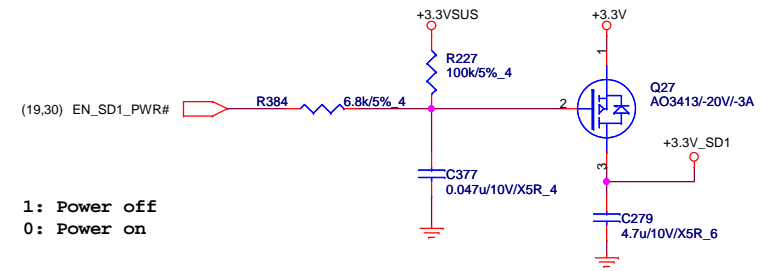 +3.3VSUS
+3.3V
R227
100k/5%_4
1
Q27
AO3413/-20V/-3A
(19,30) EN_SD1_PWR#
R384
6.8k/5%_4
2
+3.3V_SD1
3
C377
0.047u/10V/X5R_4
C279
4.7u/10V/X5R_6
1: Power off
0: Power on